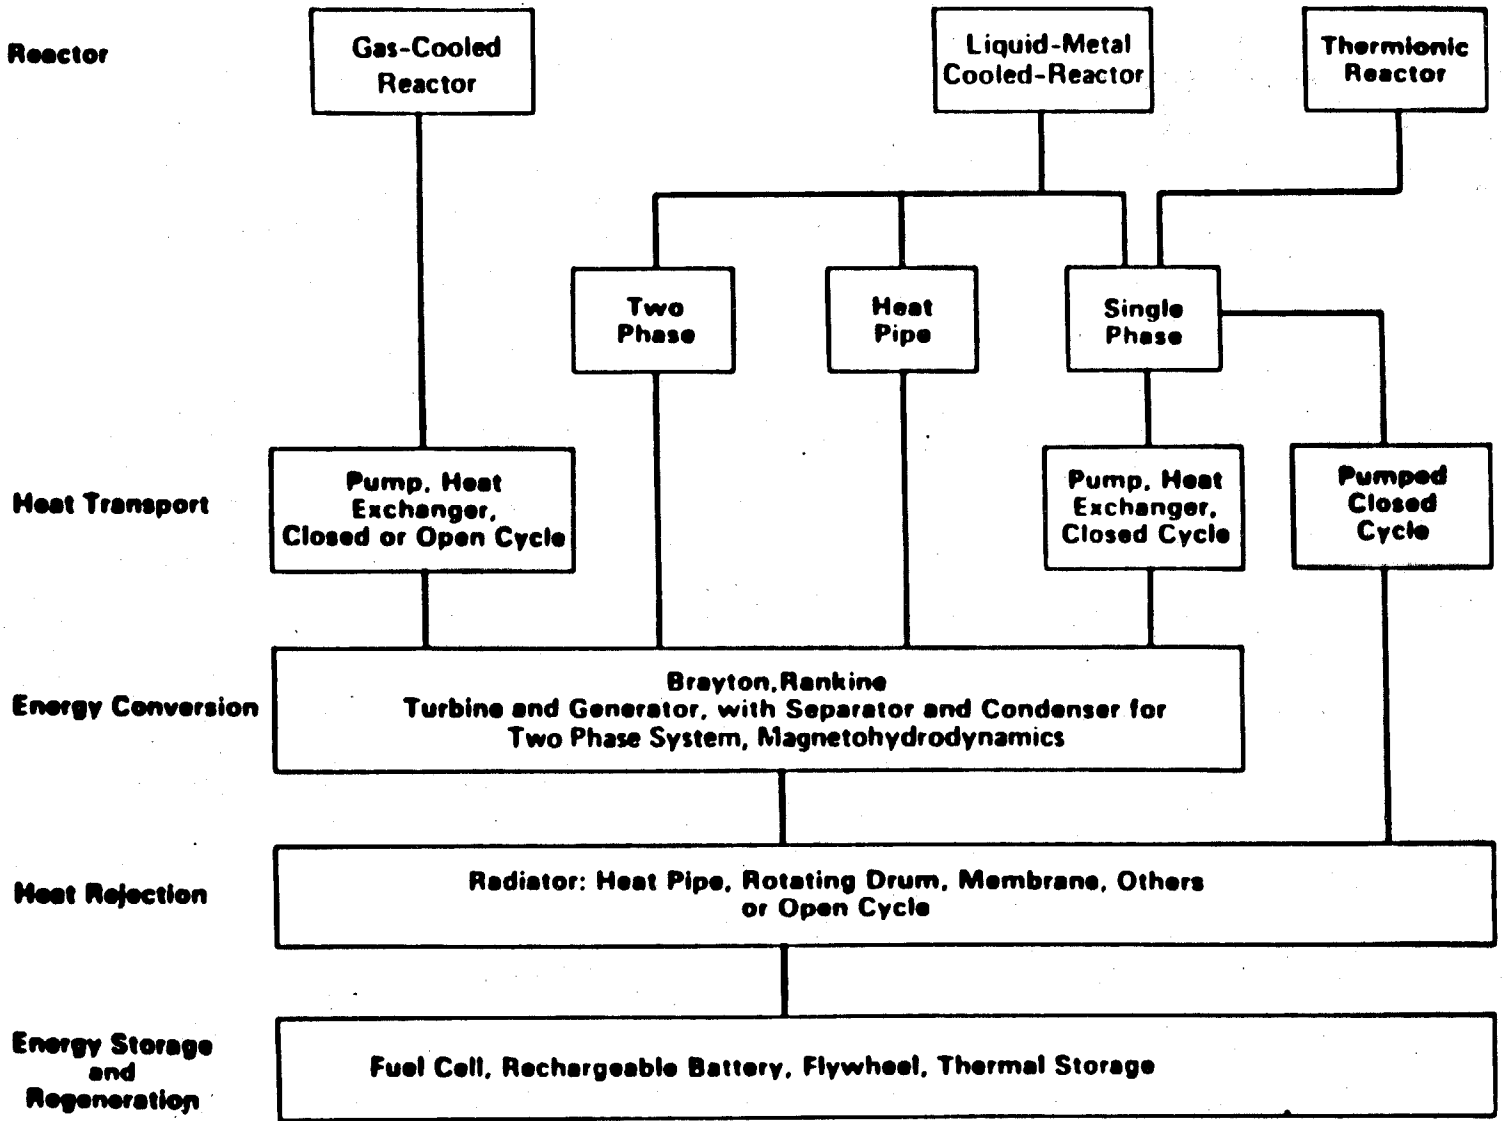 Reactor
Gas-Cooled
Reactor
Liquid-Metal
Cooled-Reactor
Thermionic
Reactor
Two
Phase
Heat
Pipe
Single
Phase
Heat Transport
Pump, Heat
Exchanger,
Closed or Open Cycle
Pump, Heat
Exchanger,
Closed Cycle
Pumped
Closed
Cycle
Energy Conversion
Brayton, Rankine
Turbine and Generator, with Separator and Condenser for
Two Phase System, Magnetohydrodynamics
Heat Rejection
Radiator: Heat Pipe, Rotating Drum, Membrane, Others
or Open Cycle
Energy Storage
and
Regeneration
Fuel Cell, Rechargeable Battery, Flywheel, Thermal Storage